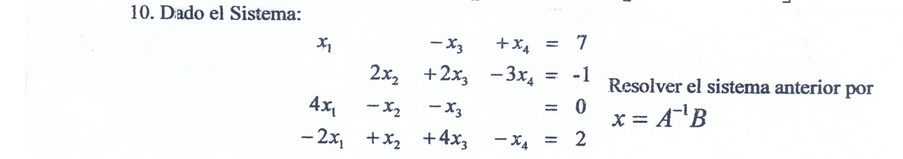 10. Dado el Sistema:
x₁ − x₃ + x₄ = 7
2x₂ + 2x₃ − 3x₄ = -1
4x₁ − x₂ − x₃ = 0
− 2x₁ + x₂ + 4x₃ − x₄ = 2
Resolver el sistema anterior por
x = A⁻¹B